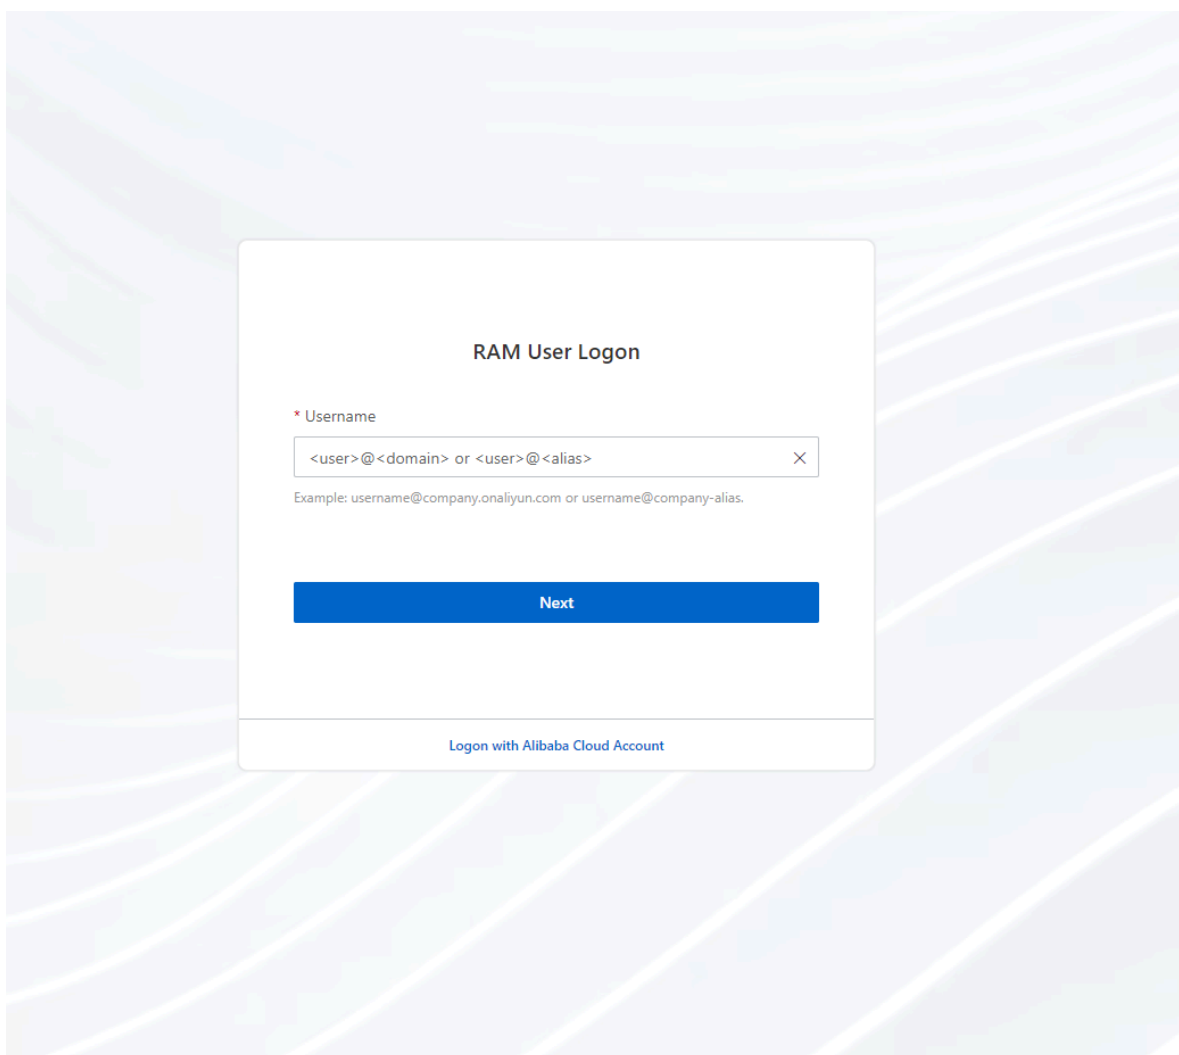 RAM User Logon
* Username
<user>@<domain> or <user>@<alias>
Example: username@company.onaliyun.com or username@company-alias.
Next
Logon with Alibaba Cloud Account